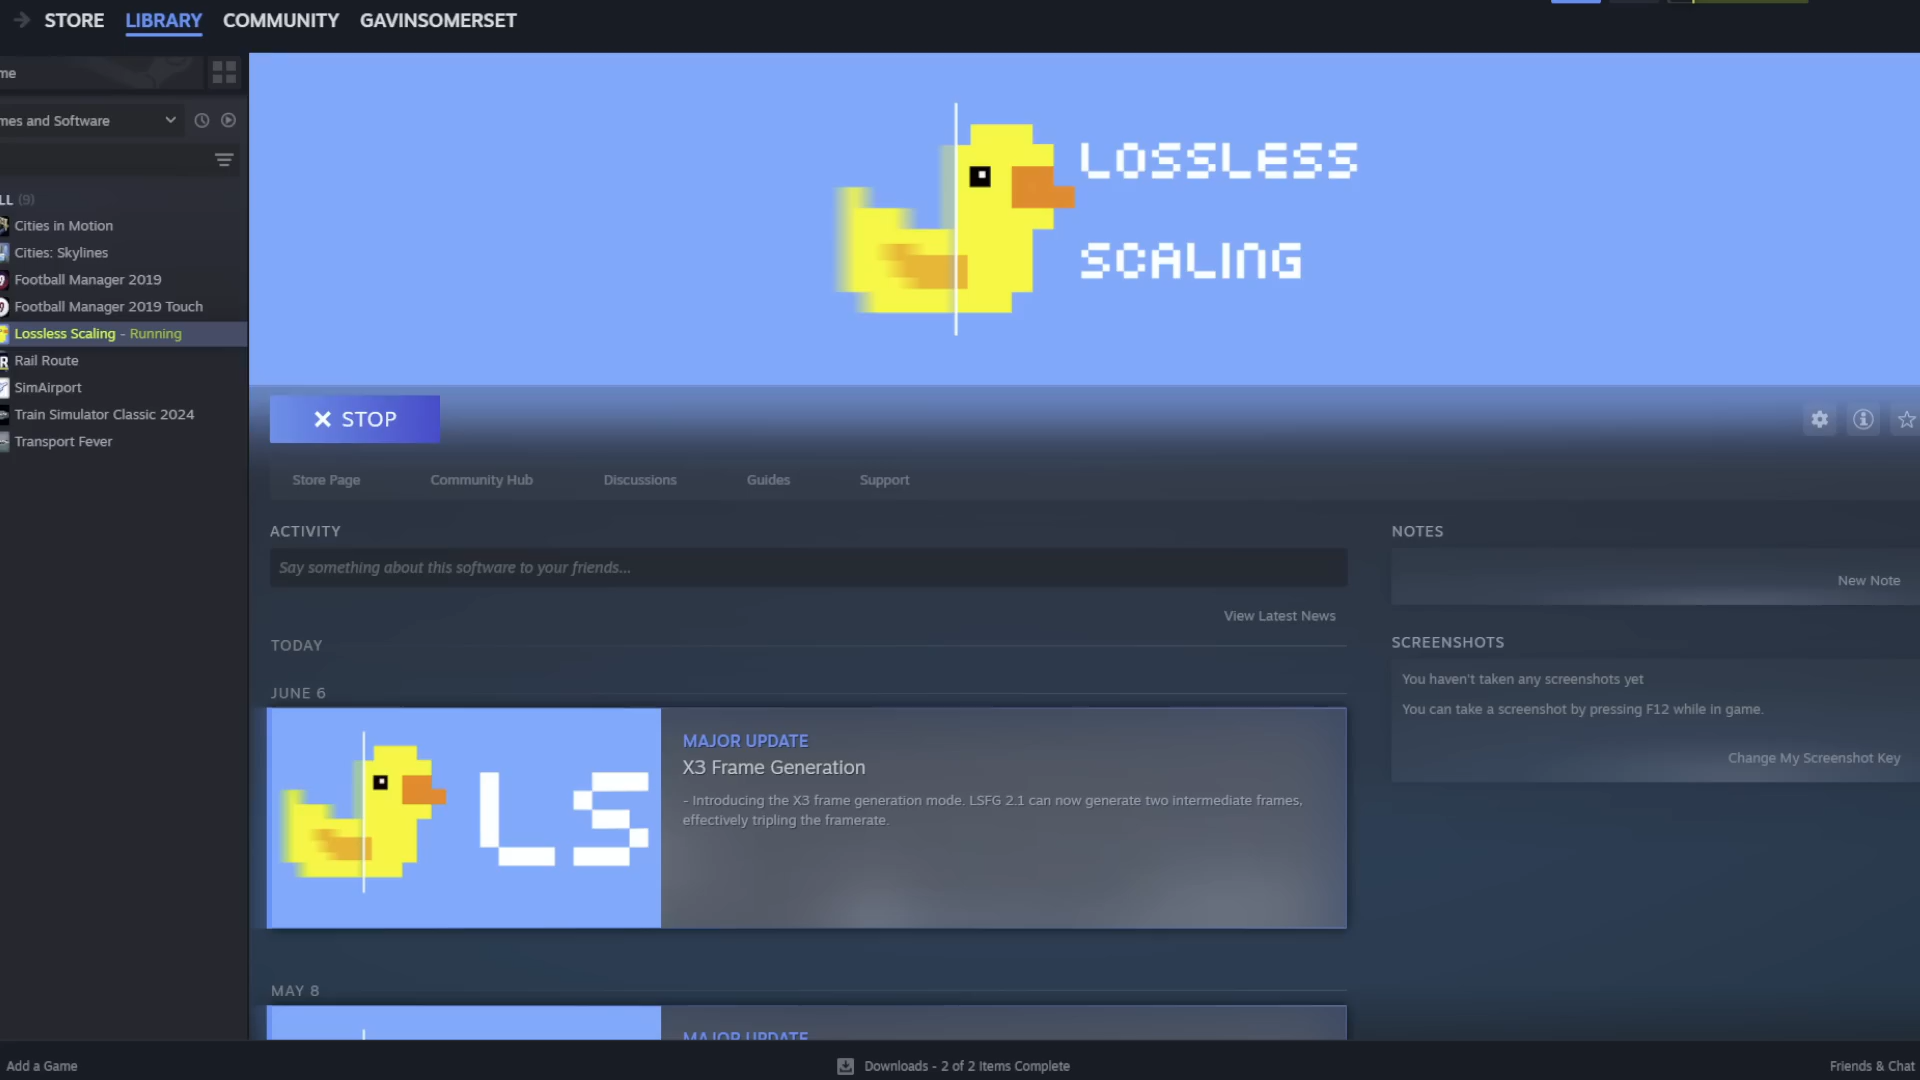 STORE LIBRARY COMMUNITY GAVINSOMERSET
me
mes and Software
LL (9)
Cities in Motion
Cities: Skylines
Football Manager 2019
Football Manager 2019 Touch
Lossless Scaling - Running
Rail Route
SimAirport
Train Simulator Classic 2024
Transport Fever
LOSSLESS
SCALING
STOP
Store Page Community Hub Discussions Guides Support
ACTIVITY
Say something about this software to your friends...
View Latest News
TODAY
JUNE 6
LS
MAJOR UPDATE
X3 Frame Generation
- Introducing the X3 frame generation mode. LSFG 2.1 can now generate two intermediate frames,
effectively tripling the framerate.
MAY 8
MAJOR UPDATE
NOTES
New Note
SCREENSHOTS
You haven't taken any screenshots yet
You can take a screenshot by pressing F12 while in game.
Change My Screenshot Key
Add a Game
Downloads - 2 of 2 Items Complete
Friends & Chat